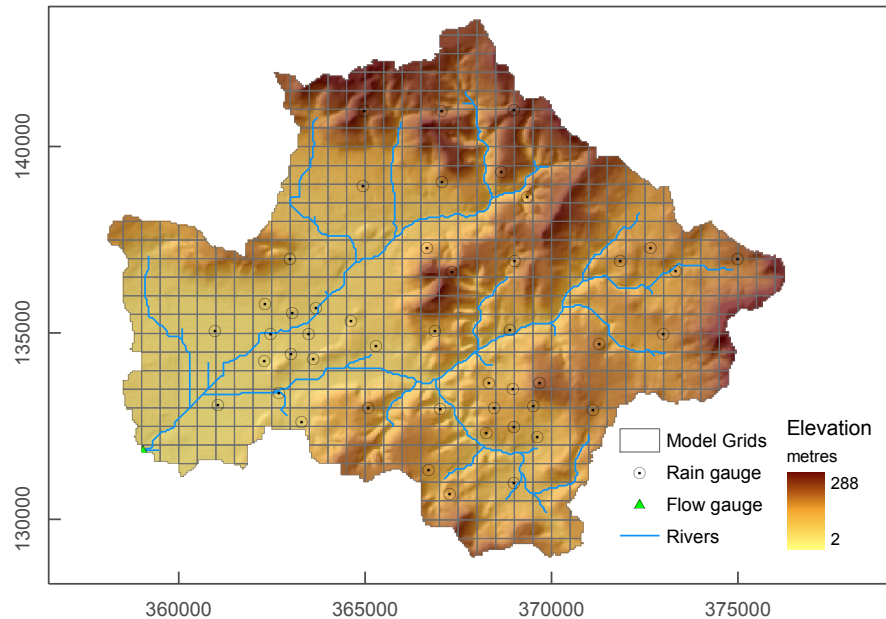 140000
135000
130000
Model Grids
Rain gauge
Flow gauge
Rivers
Elevation
metres
288
2
360000
365000
370000
375000